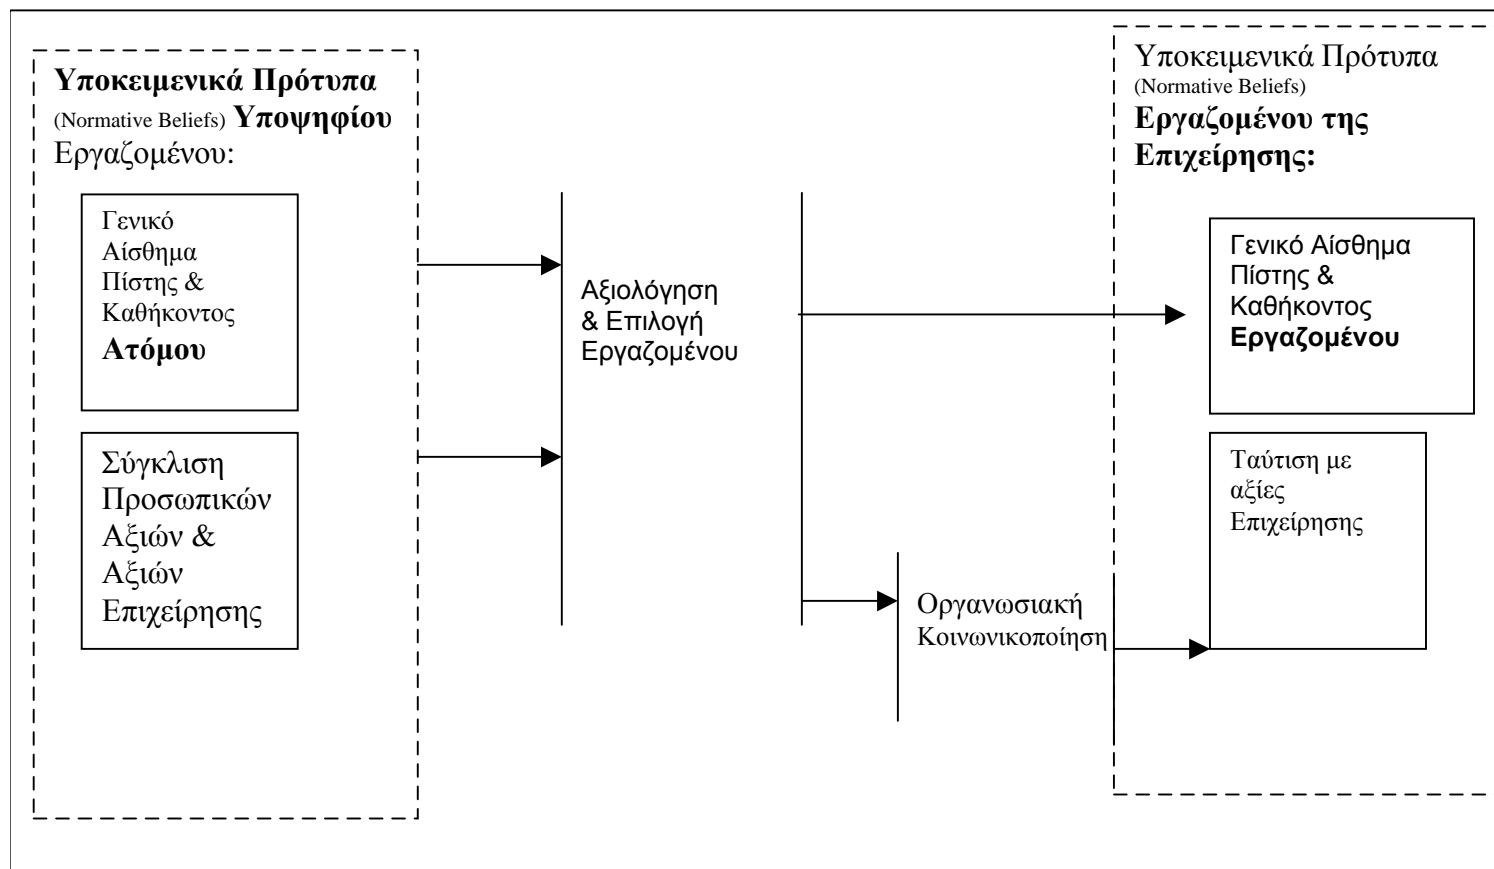 Υποκειμενικά Πρότυπα
(Normative Beliefs) Υποψηφίου
Εργαζομένου:
Γενικό
Αίσθημα
Πίστης &
Καθήκοντος
Ατόμου
Σύγκλιση
Προσωπικών
Αξιών &
Αξιών
Επιχείρησης
Αξιολόγηση
& Επιλογή
Εργαζομένου
Οργανωσιακή
Κοινωνικοποίηση
Υποκειμενικά Πρότυπα
(Normative Beliefs)
Εργαζομένου της
Επιχείρησης:
Γενικό Αίσθημα
Πίστης &
Καθήκοντος
Εργαζομένου
Ταύτιση με
αξίες
Επιχείρησης